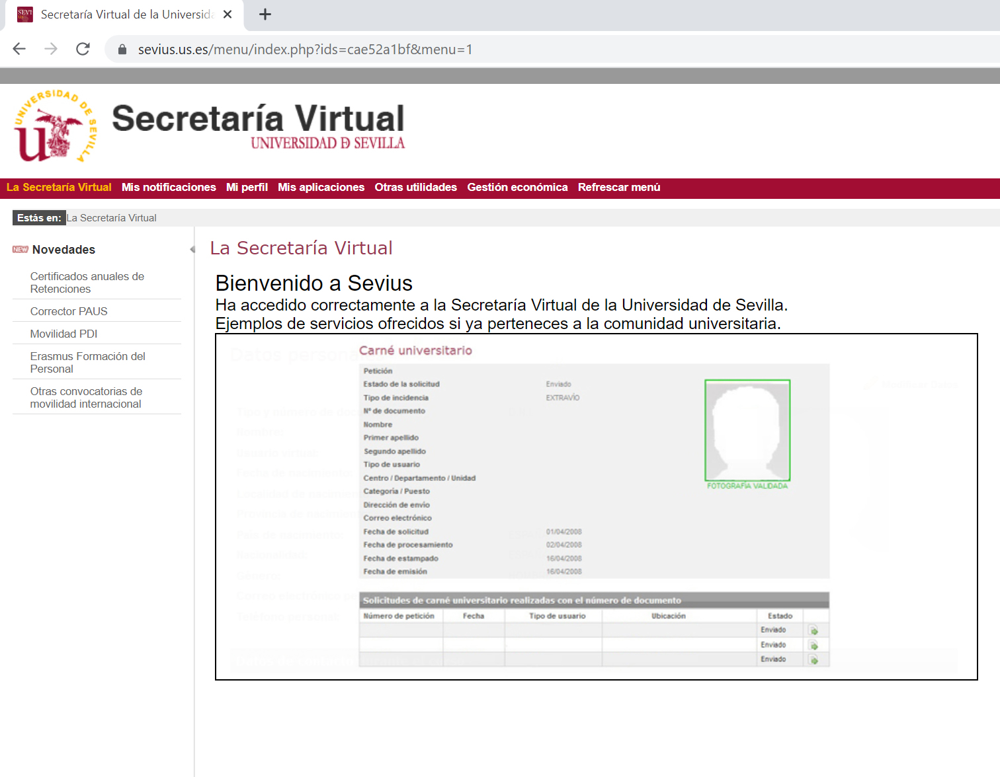 Secretaría Virtual de la Universida
sevius.us.es/menu/index.php?ids=cae52a1bf&menu=1
UNIVERSIDAD DE SEVILLA
Secretaría Virtual
UNIVERSIDAD Ð SEVILLA
La Secretaría Virtual Mis notificaciones Mi perfil Mis aplicaciones Otras utilidades Gestión económica Refrescar menú
Estás en: La Secretaría Virtual
NEW Novedades
Certificados anuales de
Retenciones
Corrector PAUS
Movilidad PDI
Erasmus Formación del
Personal
Otras convocatorias de
movilidad internacional
La Secretaría Virtual
Bienvenido a Sevius
Ha accedido correctamente a la Secretaría Virtual de la Universidad de Sevilla.
Ejemplos de servicios ofrecidos si ya perteneces a la comunidad universitaria.
Carné universitario
Petición
Estado de la solicitud Enviado
Tipo de incidencia EXTRAVÍO
Nº de documento
Nombre
Primer apellido
Segundo apellido
Tipo de usuario
Centro / Departamento / Unidad
Categoría / Puesto
Dirección de envío
Correo electrónico
Fecha de solicitud 01/04/2008
Fecha de procesamiento 02/04/2008
Fecha de estampado 16/04/2008
Fecha de emisión 16/04/2008
FOTOGRAFÍA VALIDADA
Solicitudes de carné universitario realizadas con el número de documento
Número de petición Fecha Tipo de usuario Ubicación Estado
Enviado
Enviado
Enviado